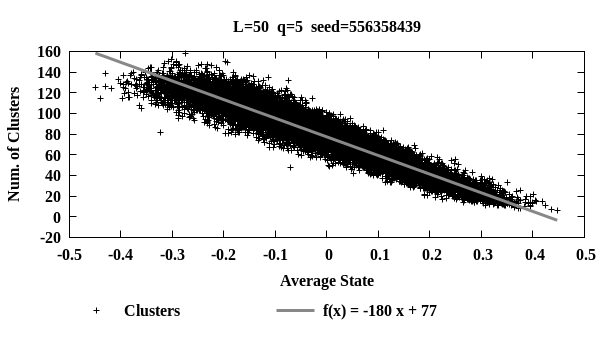 L=50 q=5 seed=556358439
160
140
120
100
80
60
40
20
0
-20
Num. of Clusters
-0.5 -0.4 -0.3 -0.2 -0.1 0 0.1 0.2 0.3 0.4 0.5
Average State
Clusters f(x) = -180 x + 77